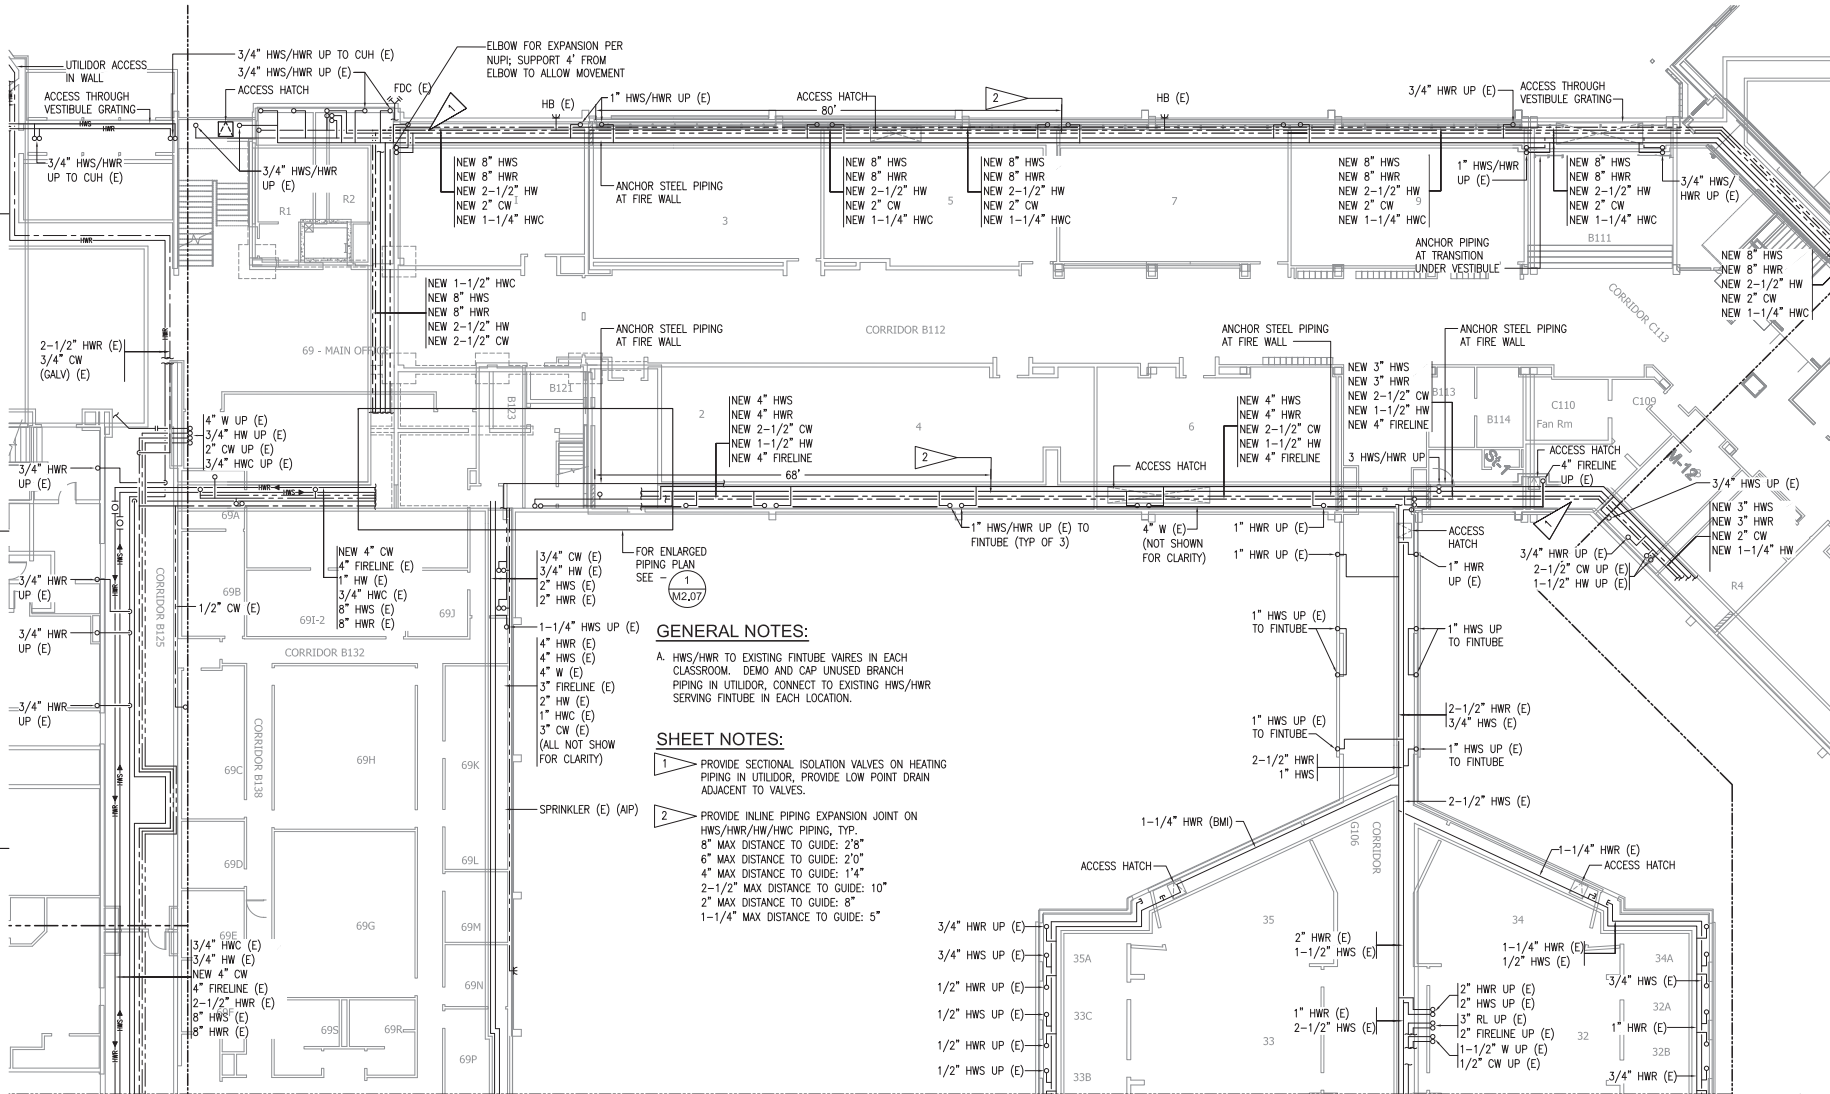 UTILIDOR ACCESS
IN WALL
ACCESS THROUGH
VESTIBULE GRATING
HWS
HWR
3/4" HWS/HWR
UP TO CUH (E)
3/4" HWS/HWR UP TO CUH (E)
3/4" HWS/HWR UP (E)
ACCESS HATCH
FDC (E)
3/4" HWS/HWR
UP (E)
R1
R2
ELBOW FOR EXPANSION PER
NUPI; SUPPORT 4' FROM
ELBOW TO ALLOW MOVEMENT
1
HB (E)
1" HWS/HWR UP (E)
ACCESS HATCH
80'
2
HB (E)
3/4" HWR UP (E)
ACCESS THROUGH
VESTIBULE GRATING
NEW 8" HWS
NEW 8" HWR
NEW 2-1/2" HW
NEW 2" CW
NEW 1-1/4" HWC
1
ANCHOR STEEL PIPING
AT FIRE WALL
3
NEW 8" HWS
NEW 8" HWR
NEW 2-1/2" HW
NEW 2" CW
NEW 1-1/4" HWC
5
NEW 8" HWS
NEW 8" HWR
NEW 2-1/2" HW
NEW 2" CW
NEW 1-1/4" HWC
7
NEW 8" HWS
NEW 8" HWR
NEW 2-1/2" HW
NEW 2" CW
NEW 1-1/4" HWC
9
1" HWS/HWR
UP (E)
NEW 8" HWS
NEW 8" HWR
NEW 2-1/2" HW
NEW 2" CW
NEW 1-1/4" HWC
3/4" HWS/
HWR UP (E)
B111
ANCHOR PIPING
AT TRANSITION
UNDER VESTIBULE
NEW 8" HWS
NEW 8" HWR
NEW 2-1/2" HW
NEW 2" CW
NEW 1-1/4" HWC
CORRIDOR C113
HWR
NEW 1-1/2" HWC
NEW 8" HWS
NEW 8" HWR
NEW 2-1/2" HW
NEW 2-1/2" CW
69 - MAIN OFFICE
2-1/2" HWR (E)
3/4" CW
(GALV) (E)
ANCHOR STEEL PIPING
AT FIRE WALL
CORRIDOR B112
ANCHOR STEEL PIPING
AT FIRE WALL
ANCHOR STEEL PIPING
AT FIRE WALL
B121
B123
4" W UP (E)
3/4" HW UP (E)
2" CW UP (E)
3/4" HWC UP (E)
2
NEW 4" HWS
NEW 4" HWR
NEW 2-1/2" CW
NEW 1-1/2" HW
NEW 4" FIRELINE
4
2
68'
ACCESS HATCH
6
NEW 4" HWS
NEW 4" HWR
NEW 2-1/2" CW
NEW 1-1/2" HW
NEW 4" FIRELINE
NEW 3" HWS
NEW 3" HWR
NEW 2-1/2" CW
NEW 1-1/2" HW
NEW 4" FIRELINE
B113
B114
C110
Fan Rm
C109
3 HWS/HWR UP
ACCESS HATCH
4" FIRELINE
UP (E)
St-1
M-12
3/4" HWS UP (E)
NEW 3" HWS
NEW 3" HWR
NEW 2" CW
NEW 1-1/4" HW
R4
3/4" HWR
UP (E)
HWR
HWS
69A
NEW 4" CW
4" FIRELINE (E)
1" HW (E)
3/4" HWC (E)
8" HWS (E)
8" HWR (E)
3/4" CW (E)
3/4" HW (E)
2" HWS (E)
2" HWR (E)
FOR ENLARGED
PIPING PLAN
SEE -
1
M2.07
1" HWS/HWR UP (E) TO
FINTUBE (TYP OF 3)
4" W (E)
(NOT SHOWN
FOR CLARITY)
1" HWR UP (E)
1" HWR UP (E)
ACCESS
HATCH
1" HWR
UP (E)
1
3/4" HWR UP (E)
2-1/2" CW UP (E)
1-1/2" HW UP (E)
3/4" HWR
UP (E)
CORRIDOR B125
1/2" CW (E)
69B
69I-2
69J
CORRIDOR B132
3/4" HWR
UP (E)
3/4" HWR
UP (E)
1-1/4" HWS UP (E)
4" HWR (E)
4" HWS (E)
4" W (E)
3" FIRELINE (E)
2" HW (E)
1" HWC (E)
3" CW (E)
(ALL NOT SHOW
FOR CLARITY)
GENERAL NOTES:
A. HWS/HWR TO EXISTING FINTUBE VAIRES IN EACH
CLASSROOM. DEMO AND CAP UNUSED BRANCH
PIPING IN UTILIDOR, CONNECT TO EXISTING HWS/HWR
SERVING FINTUBE IN EACH LOCATION.
SHEET NOTES:
1 PROVIDE SECTIONAL ISOLATION VALVES ON HEATING
PIPING IN UTILIDOR, PROVIDE LOW POINT DRAIN
ADJACENT TO VALVES.
2 PROVIDE INLINE PIPING EXPANSION JOINT ON
HWS/HWR/HW/HWC PIPING, TYP.
8" MAX DISTANCE TO GUIDE: 2'8"
6" MAX DISTANCE TO GUIDE: 2'0"
4" MAX DISTANCE TO GUIDE: 1'4"
2-1/2" MAX DISTANCE TO GUIDE: 10"
2" MAX DISTANCE TO GUIDE: 8"
1-1/4" MAX DISTANCE TO GUIDE: 5"
1" HWS UP (E)
TO FINTUBE
1" HWS UP
TO FINTUBE
1" HWS UP (E)
TO FINTUBE
2-1/2" HWR (E)
3/4" HWS (E)
1" HWS UP (E)
TO FINTUBE
2-1/2" HWR
1" HWS
2-1/2" HWS (E)
1-1/4" HWR (BMI)
G106
CORRIDOR
1-1/4" HWR (E)
ACCESS HATCH
ACCESS HATCH
SPRINKLER (E) (AIP)
CORRIDOR B138
69C
69H
69K
69D
69L
69E
69G
69M
69N
69F
69S
69R
69P
3/4" HWC (E)
3/4" HW (E)
NEW 4" CW
4" FIRELINE (E)
2-1/2" HWR (E)
8" HWS (E)
8" HWR (E)
3/4" HWR UP (E)
3/4" HWS UP (E)
1/2" HWR UP (E)
1/2" HWS UP (E)
1/2" HWR UP (E)
1/2" HWS UP (E)
35A
33C
33B
35
33
2" HWR (E)
1-1/2" HWS (E)
1" HWR (E)
2-1/2" HWS (E)
34
1-1/4" HWR (E)
1/2" HWS (E)
34A
3/4" HWS (E)
32A
1" HWR (E)
32B
3/4" HWR (E)
32
2" HWR UP (E)
2" HWS UP (E)
3" RL UP (E)
2" FIRELINE UP (E)
1-1/2" W UP (E)
1/2" CW UP (E)